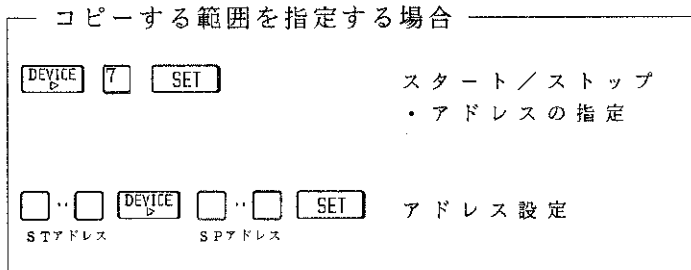 コピーする範囲を指定する場合
DEVICE ▷ 7 SET スタート/ストップ
・アドレスの指定
□‥□ DEVICE ▷ □‥□ SET アドレス設定
STアドレス SPアドレス